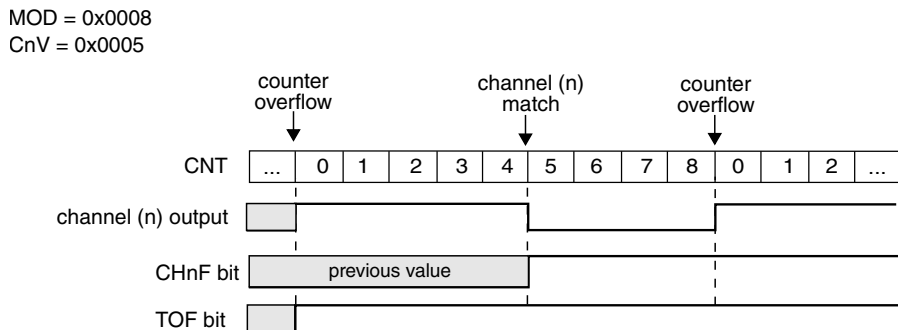 MOD = 0x0008
CnV = 0x0005
counter overflow
channel (n) match
counter overflow
CNT ... 0 1 2 3 4 5 6 7 8 0 1 2 ...
channel (n) output
CHnF bit previous value
TOF bit